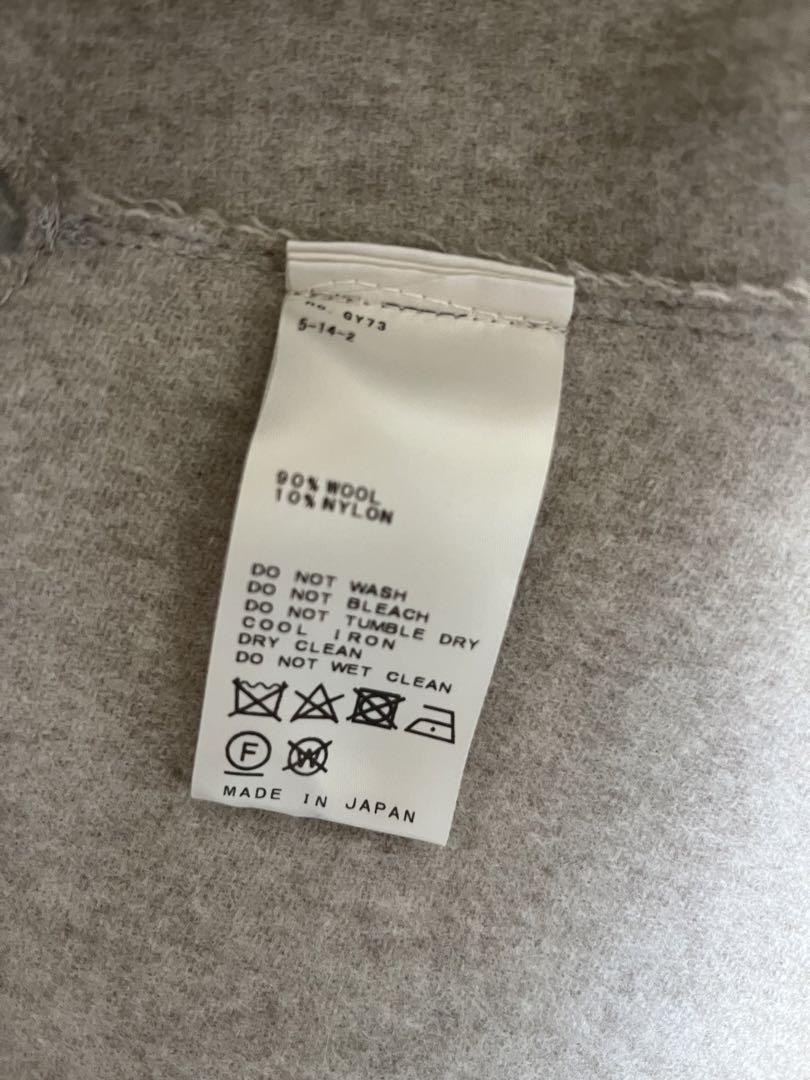 GY73
5-14-2
90% WOOL
10% NYLON
DO NOT WASH
DO NOT BLEACH
DO NOT TUMBLE DRY
COOL IRON
DRY CLEAN
DO NOT WET CLEAN
F W
MADE IN JAPAN